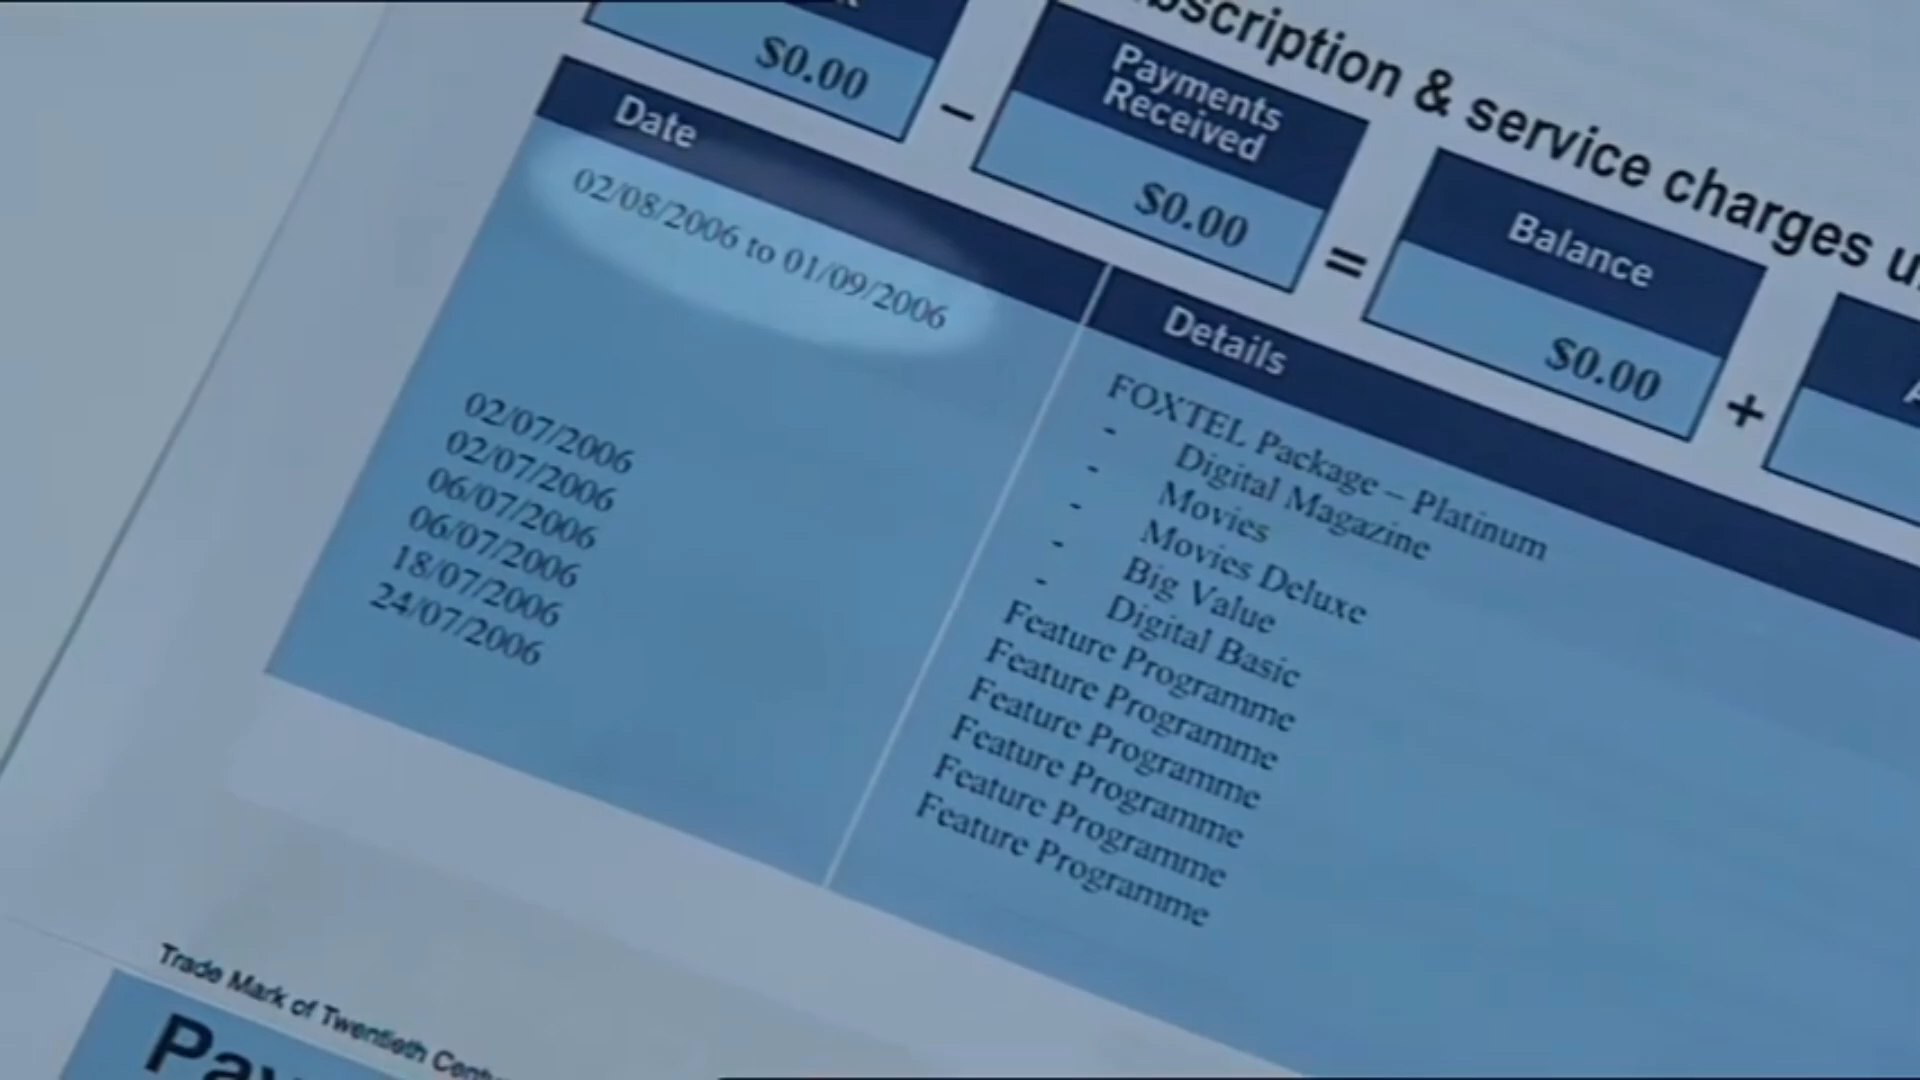 scription & service charges
$0.00
–
Payments
Received
$0.00
=
Balance
$0.00
+
Date
Details
02/08/2006 to 01/09/2006
FOXTEL Package – Platinum
- Digital Magazine
- Movies
- Movies Deluxe
- Big Value
- Digital Basic
02/07/2006 Feature Programme
02/07/2006 Feature Programme
06/07/2006 Feature Programme
06/07/2006 Feature Programme
18/07/2006 Feature Programme
24/07/2006 Feature Programme
Trade Mark of Twentieth